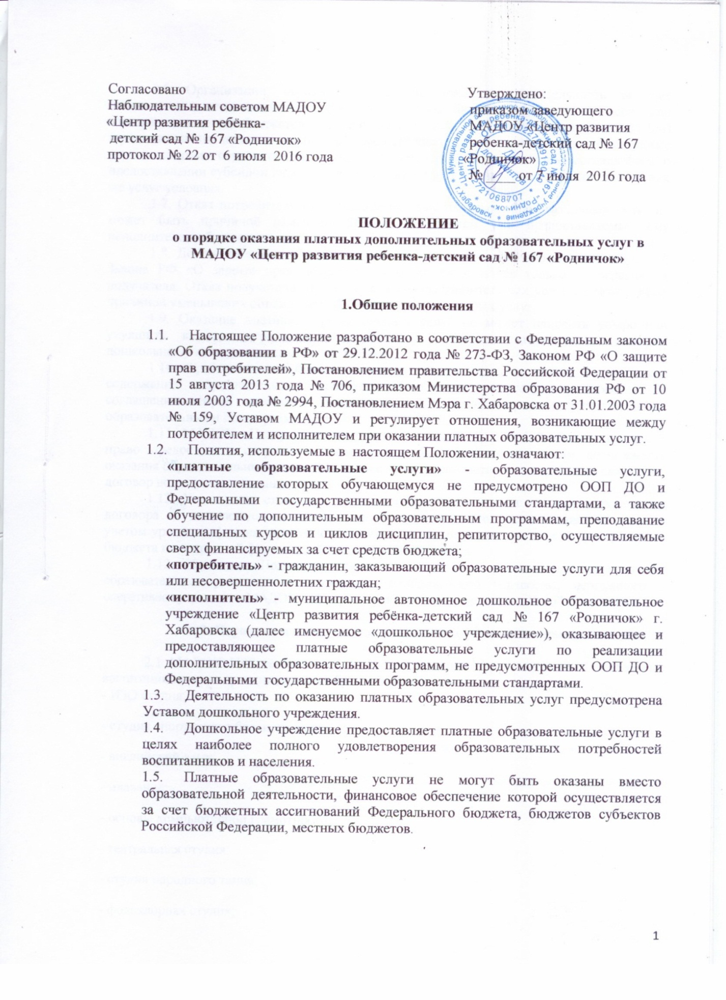 Согласовано
Наблюдательным советом МАДОУ
«Центр развития ребёнка-
детский сад № 167 «Родничок»
протокол № 22 от 6 июля 2016 года
Утверждено:
приказом заведующего
МАДОУ «Центр развития
ребенка-детский сад № 167
«Родничок»
№ ____ от 7 июля 2016 года
Для
документов
2721068707
г.Хабаровск
ПОЛОЖЕНИЕ
о порядке оказания платных дополнительных образовательных услуг в
МАДОУ «Центр развития ребенка-детский сад № 167 «Родничок»
1.Общие положения
1.1. Настоящее Положение разработано в соответствии с Федеральным законом
«Об образовании в РФ» от 29.12.2012 года № 273-ФЗ, Законом РФ «О защите
прав потребителей», Постановлением правительства Российской Федерации от
15 августа 2013 года № 706, приказом Министерства образования РФ от 10
июля 2003 года № 2994, Постановлением Мэра г. Хабаровска от 31.01.2003 года
№ 159, Уставом МАДОУ и регулирует отношения, возникающие между
потребителем и исполнителем при оказании платных образовательных услуг.
1.2. Понятия, используемые в настоящем Положении, означают:
«платные образовательные услуги» - образовательные услуги,
предоставление которых обучающемуся не предусмотрено ООП ДО и
Федеральными государственными образовательными стандартами, а также
обучение по дополнительным образовательным программам, преподавание
специальных курсов и циклов дисциплин, репититорство, осуществляемые
сверх финансируемых за счет средств бюджета;
«потребитель» - гражданин, заказывающий образовательные услуги для себя
или несовершеннолетних граждан;
«исполнитель» - муниципальное автономное дошкольное образовательное
учреждение «Центр развития ребёнка-детский сад № 167 «Родничок» г.
Хабаровска (далее именуемое «дошкольное учреждение»), оказывающее и
предоставляющее платные образовательные услуги по реализации
дополнительных образовательных программ, не предусмотренных ООП ДО и
Федеральными государственными образовательными стандартами.
1.3. Деятельность по оказанию платных образовательных услуг предусмотрена
Уставом дошкольного учреждения.
1.4. Дошкольное учреждение предоставляет платные образовательные услуги в
целях наиболее полного удовлетворения образовательных потребностей
воспитанников и населения.
1.5. Платные образовательные услуги не могут быть оказаны вместо
образовательной деятельности, финансовое обеспечение которой осуществляется
за счет бюджетных ассигнований Федерального бюджета, бюджетов субъектов
Российской Федерации, местных бюджетов.
1